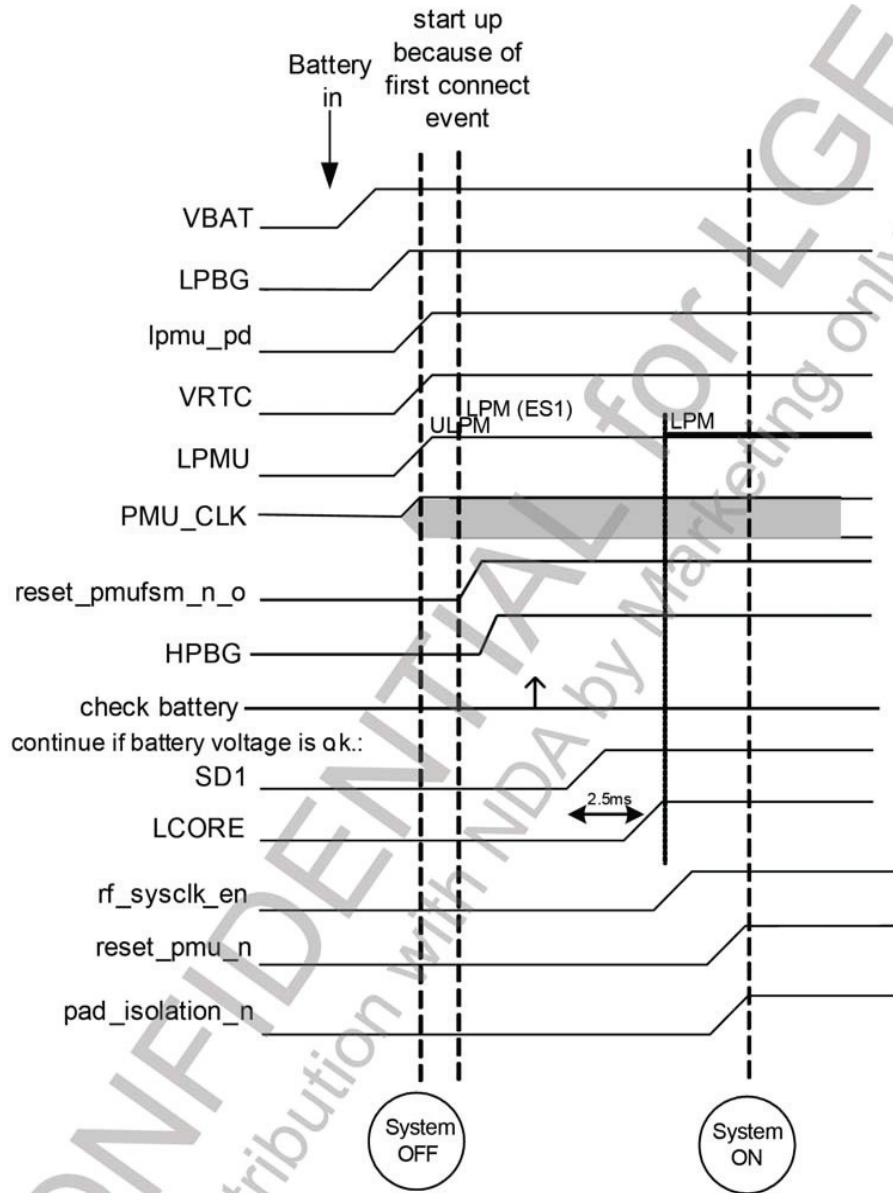 start up
because of
first connect
event
Battery
in
VBAT
LPBG
lpmu_pd
VRTC
LPM (ES1)
ULPM
LPM
LPMU
PMU_CLK
reset_pmufsm_n_o
HPBG
check battery
continue if battery voltage is ok.:
SD1
2.5ms
LCORE
rf_sysclk_en
reset_pmu_n
pad_isolation_n
System
OFF
System
ON
CONFIDENTIAL for LGE
with NDA by Marketing only